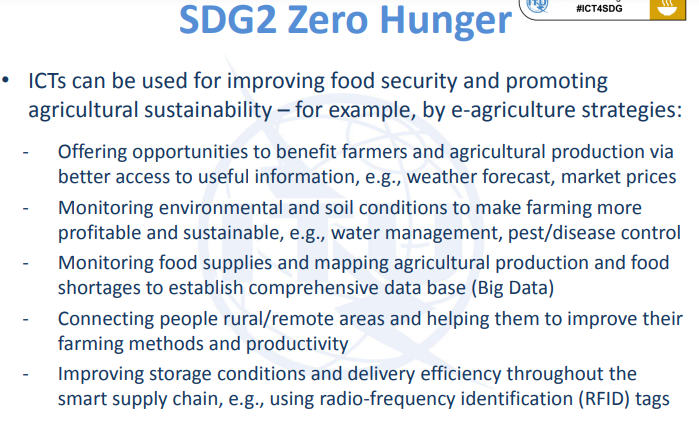 SDG2 Zero Hunger
#ICT4SDG
• ICTs can be used for improving food security and promoting
agricultural sustainability – for example, by e-agriculture strategies:
- Offering opportunities to benefit farmers and agricultural production via
better access to useful information, e.g., weather forecast, market prices
- Monitoring environmental and soil conditions to make farming more
profitable and sustainable, e.g., water management, pest/disease control
- Monitoring food supplies and mapping agricultural production and food
shortages to establish comprehensive data base (Big Data)
- Connecting people rural/remote areas and helping them to improve their
farming methods and productivity
- Improving storage conditions and delivery efficiency throughout the
smart supply chain, e.g., using radio-frequency identification (RFID) tags
ITU